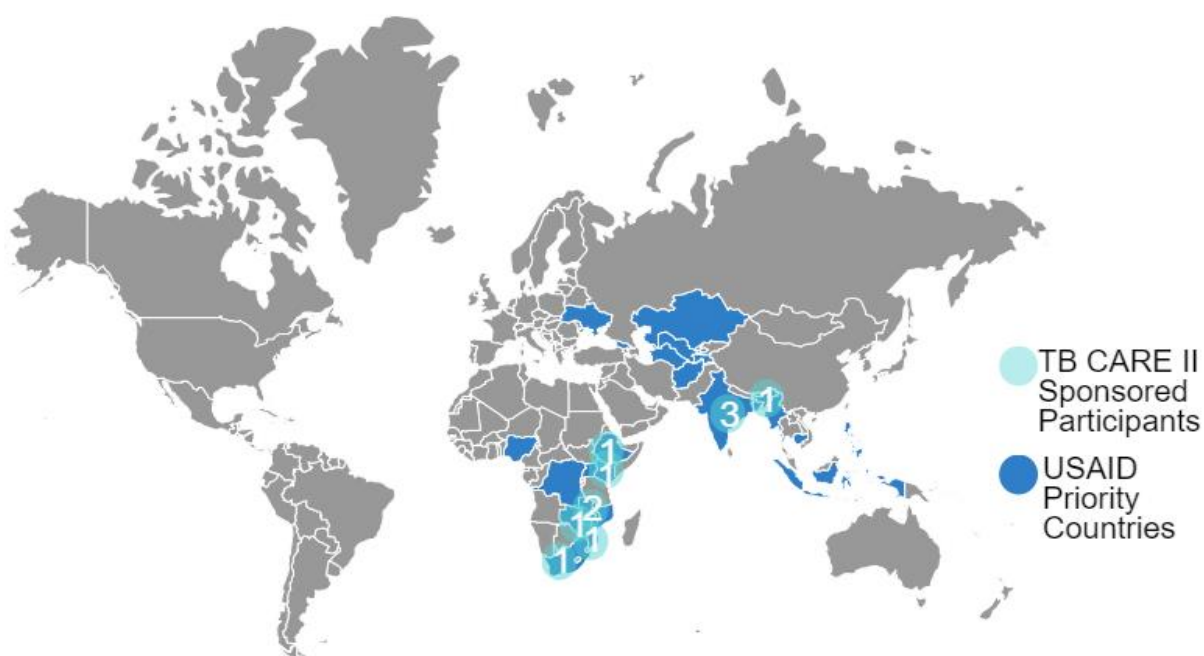 TB CARE II
Sponsored
Participants
3
1
USAID
Priority
Countries
1
1
2
1
1
1